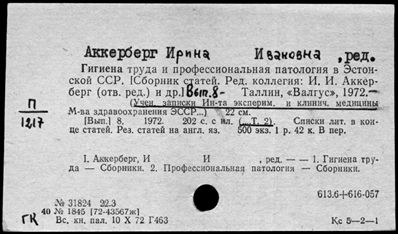 Аккерберг Ирина Ивановна, ред.
Гигиена труда и профессиональная патология в Эстон-
ской ССР. [Сборник статей. Ред. коллегия: И. И. Аккер-
берг (отв. ред.) и др.] Вып. 8- Таллин, «Валгус», 1972.—
(Учен. записки Ин-та эксперим. и клинич. медицины
П
1217
М-ва здравоохранения ЭССР...) 22 см.
[Вып.] 8. 1972. 202 с. с ил. (...Т. 2). Списки лит. в кон-
це статей. Рез. статей на англ. яз. 500 экз. 1 р. 42 к. В пер.
1. Аккерберг, И И , ред. — — 1. Гигиена тру-
да — Сборники. 2. Профессиональная патология — Сборники.
613.6+616-057
№ 31824 22.3
40 № 1845 [72-43567ж]
ГК Вс. кн. пал. 10 X 72 Г463
Кс 5—2—1